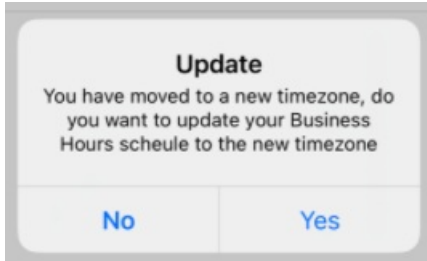 Update
You have moved to a new timezone, do
you want to update your Business
Hours scheule to the new timezone
No
Yes